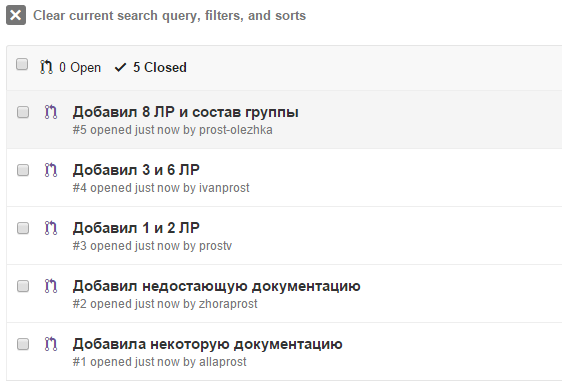 Clear current search query, filters, and sorts
0 Open 5 Closed
Добавил 8 ЛР и состав группы
#5 opened just now by prost-olezhka
Добавил 3 и 6 ЛР
#4 opened just now by ivanprost
Добавил 1 и 2 ЛР
#3 opened just now by prostv
Добавил недостающую документацию
#2 opened just now by zhoraprost
Добавила некоторую документацию
#1 opened just now by allaprost